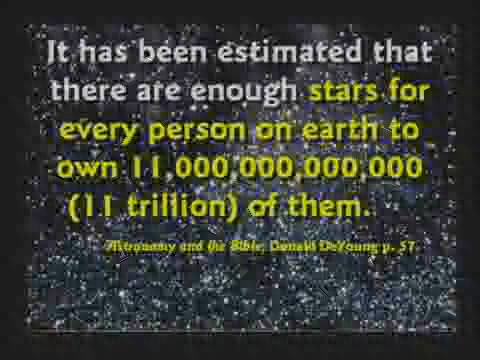 It has been estimated that
there are enough stars for
every person on earth to
own 11,000,000,000,000
(11 trillion) of them.
Astronomy and the Bible, Donald DeYoung p. 57